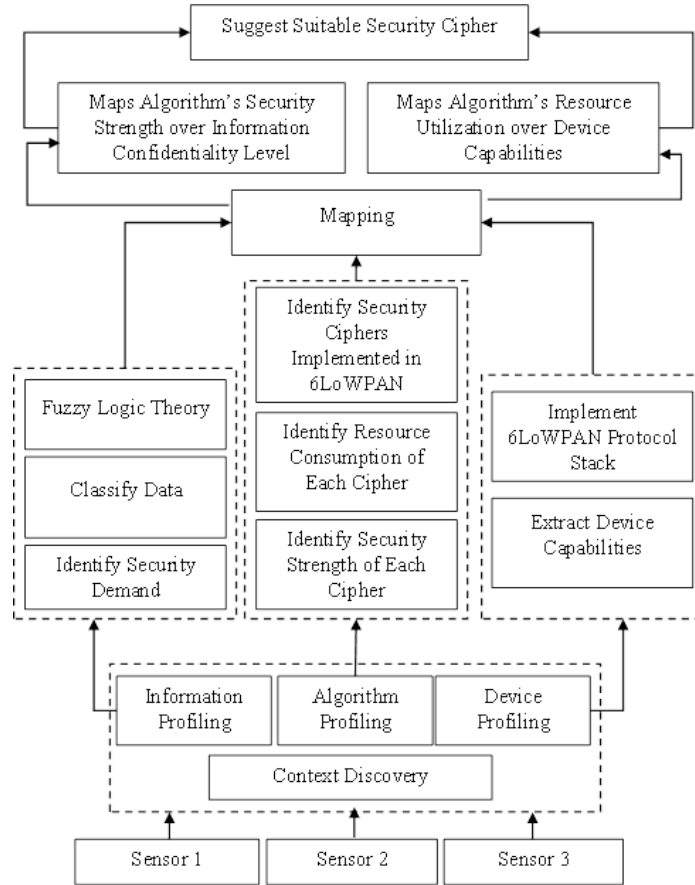 Suggest Suitable Security Cipher
Maps Algorithm's Security
Strength over Information
Confidentiality Level
Maps Algorithm's Resource
Utilization over Device
Capabilities
Mapping
Identify Security
Ciphers
Implemented in
6LoWPAN
Fuzzy Logic Theory
Implement
6LoWPAN Protocol
Stack
Identify Resource
Consumption of
Each Cipher
Classify Data
Extract Device
Capabilities
Identify Security
Strength of Each
Cipher
Identify Security
Demand
Information
Profiling
Algorithm
Profiling
Device
Profiling
Context Discovery
Sensor 1
Sensor 2
Sensor 3